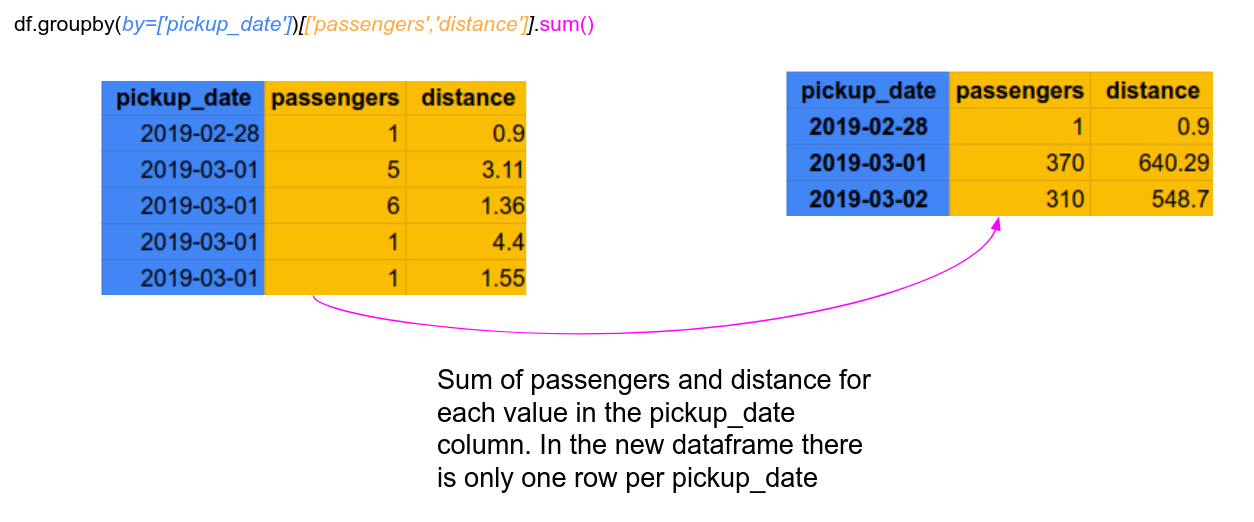 df.groupby(by=['pickup_date'])[['passengers','distance']].sum()
pickup_date passengers distance
2019-02-28 1 0.9
2019-03-01 5 3.11
2019-03-01 6 1.36
2019-03-01 1 4.4
2019-03-01 1 1.55
pickup_date passengers distance
2019-02-28 1 0.9
2019-03-01 370 640.29
2019-03-02 310 548.7
Sum of passengers and distance for
each value in the pickup_date
column. In the new dataframe there
is only one row per pickup_date